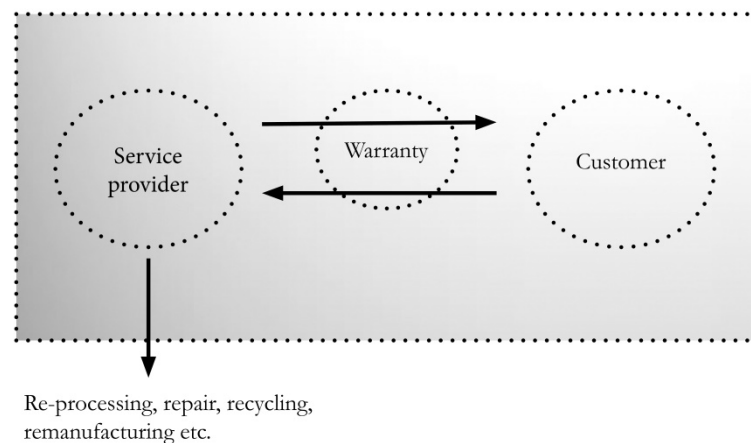 Service
provider
Warranty
Customer
Re-processing, repair, recycling,
remanufacturing etc.